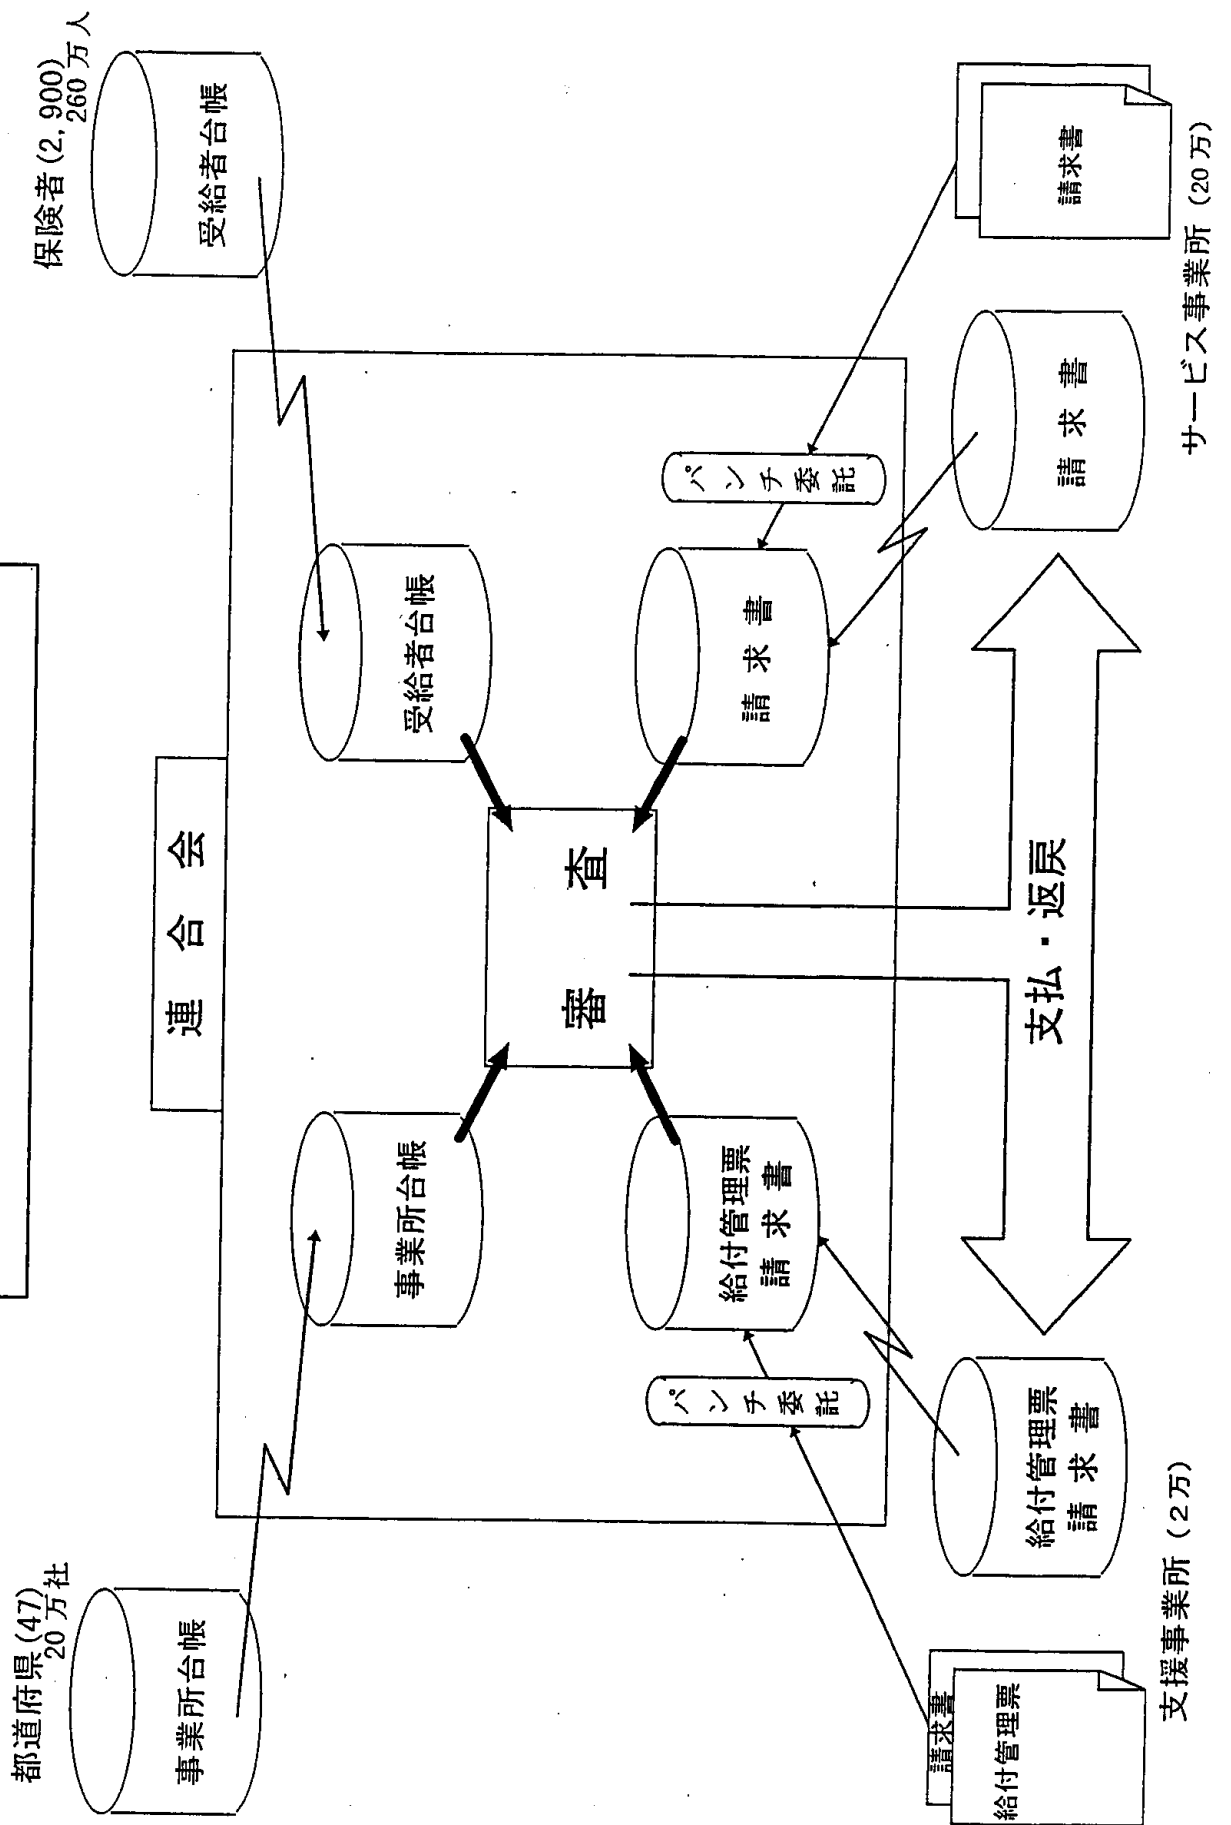 都道府県(47)
20万社
事業所台帳
保険者(2,900)
260万人
受給者台帳
連合会
事業所台帳
受給者台帳
審査
給付管理票
請求書
請求書
パンチ委託
パンチ委託
請求書
給付管理票
給付管理票
請求書
支払・返戻
請求書
請求書
支援事業所(2万)
サービス事業所(20万)